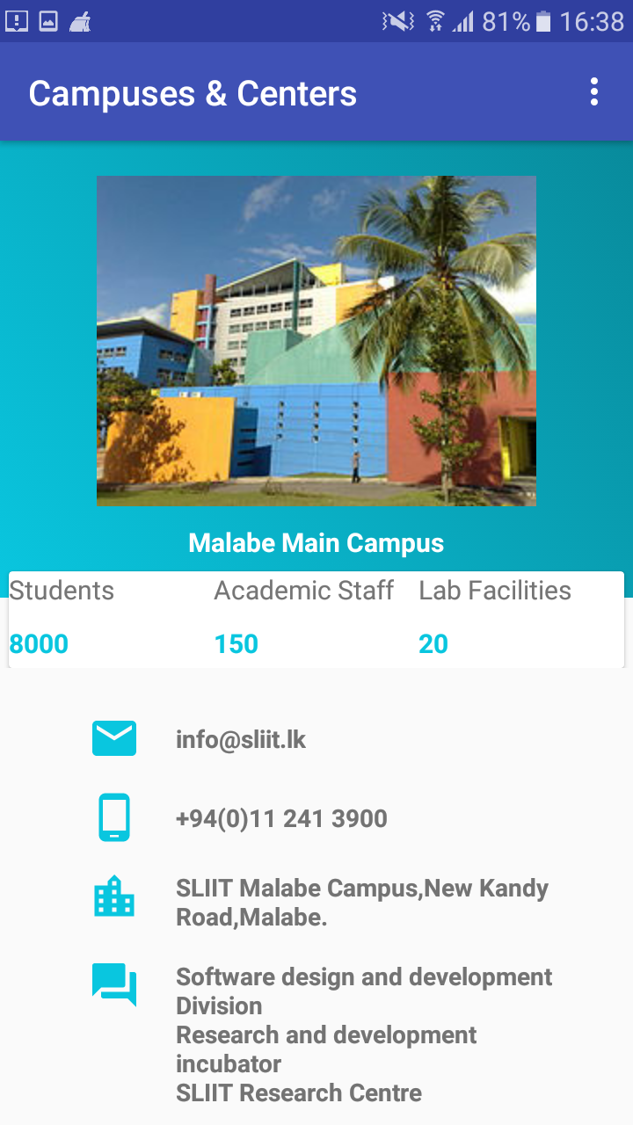 81% 16:38
Campuses & Centers
Malabe Main Campus
Students Academic Staff Lab Facilities
8000 150 20
info@sliit.lk
+94(0)11 241 3900
SLIIT Malabe Campus,New Kandy
Road,Malabe.
Software design and development
Division
Research and development
incubator
SLIIT Research Centre